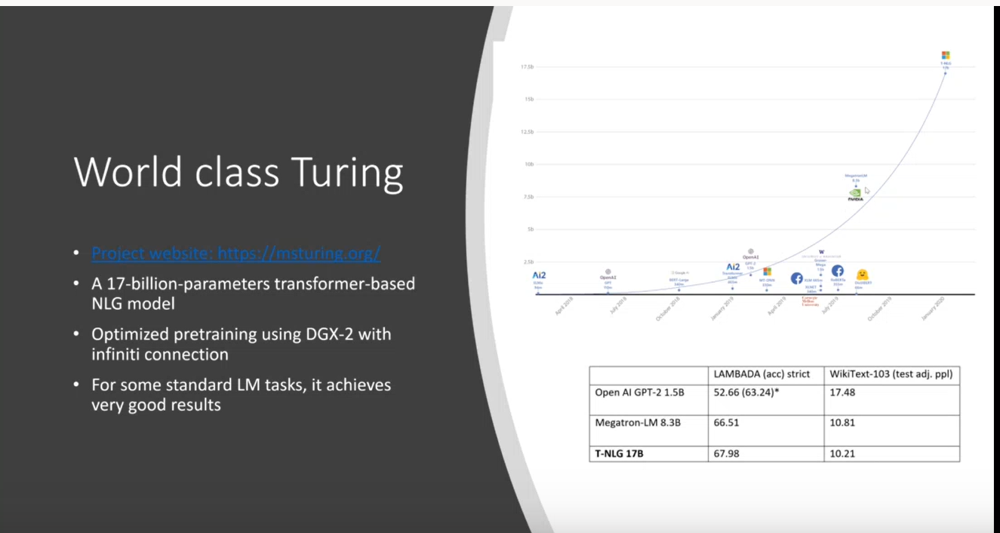 World class Turing
• Project website: https://msturing.org/
• A 17-billion-parameters transformer-based
NLG model
• Optimized pretraining using DGX-2 with
infiniti connection
• For some standard LM tasks, it achieves
very good results
17.5b
15b
12.5b
10b
7.5b
5b
2.5b
T-NLG
17b
MegatronLM
8.3b
NVIDIA
Ai2
ELMo
94m
OpenAI
GPT
110m
Google AI
BERT-Large
340m
Ai2
Transformer
ELMo
465m
OpenAI
GPT-2
1.5b
MT-DNN
330m
XLM 665m
Grover-
Mega
1.5b
XLNET
340m
Carnegie
Mellon
University
RoBERTa
355m
DistilBERT
66m
April 2018
July 2018
October 2018
January 2019
April 2019
July 2019
October 2019
January 2020
LAMBADA (acc) strict WikiText-103 (test adj. ppl)
Open AI GPT-2 1.5B 52.66 (63.24)* 17.48
Megatron-LM 8.3B 66.51 10.81
T-NLG 17B 67.98 10.21